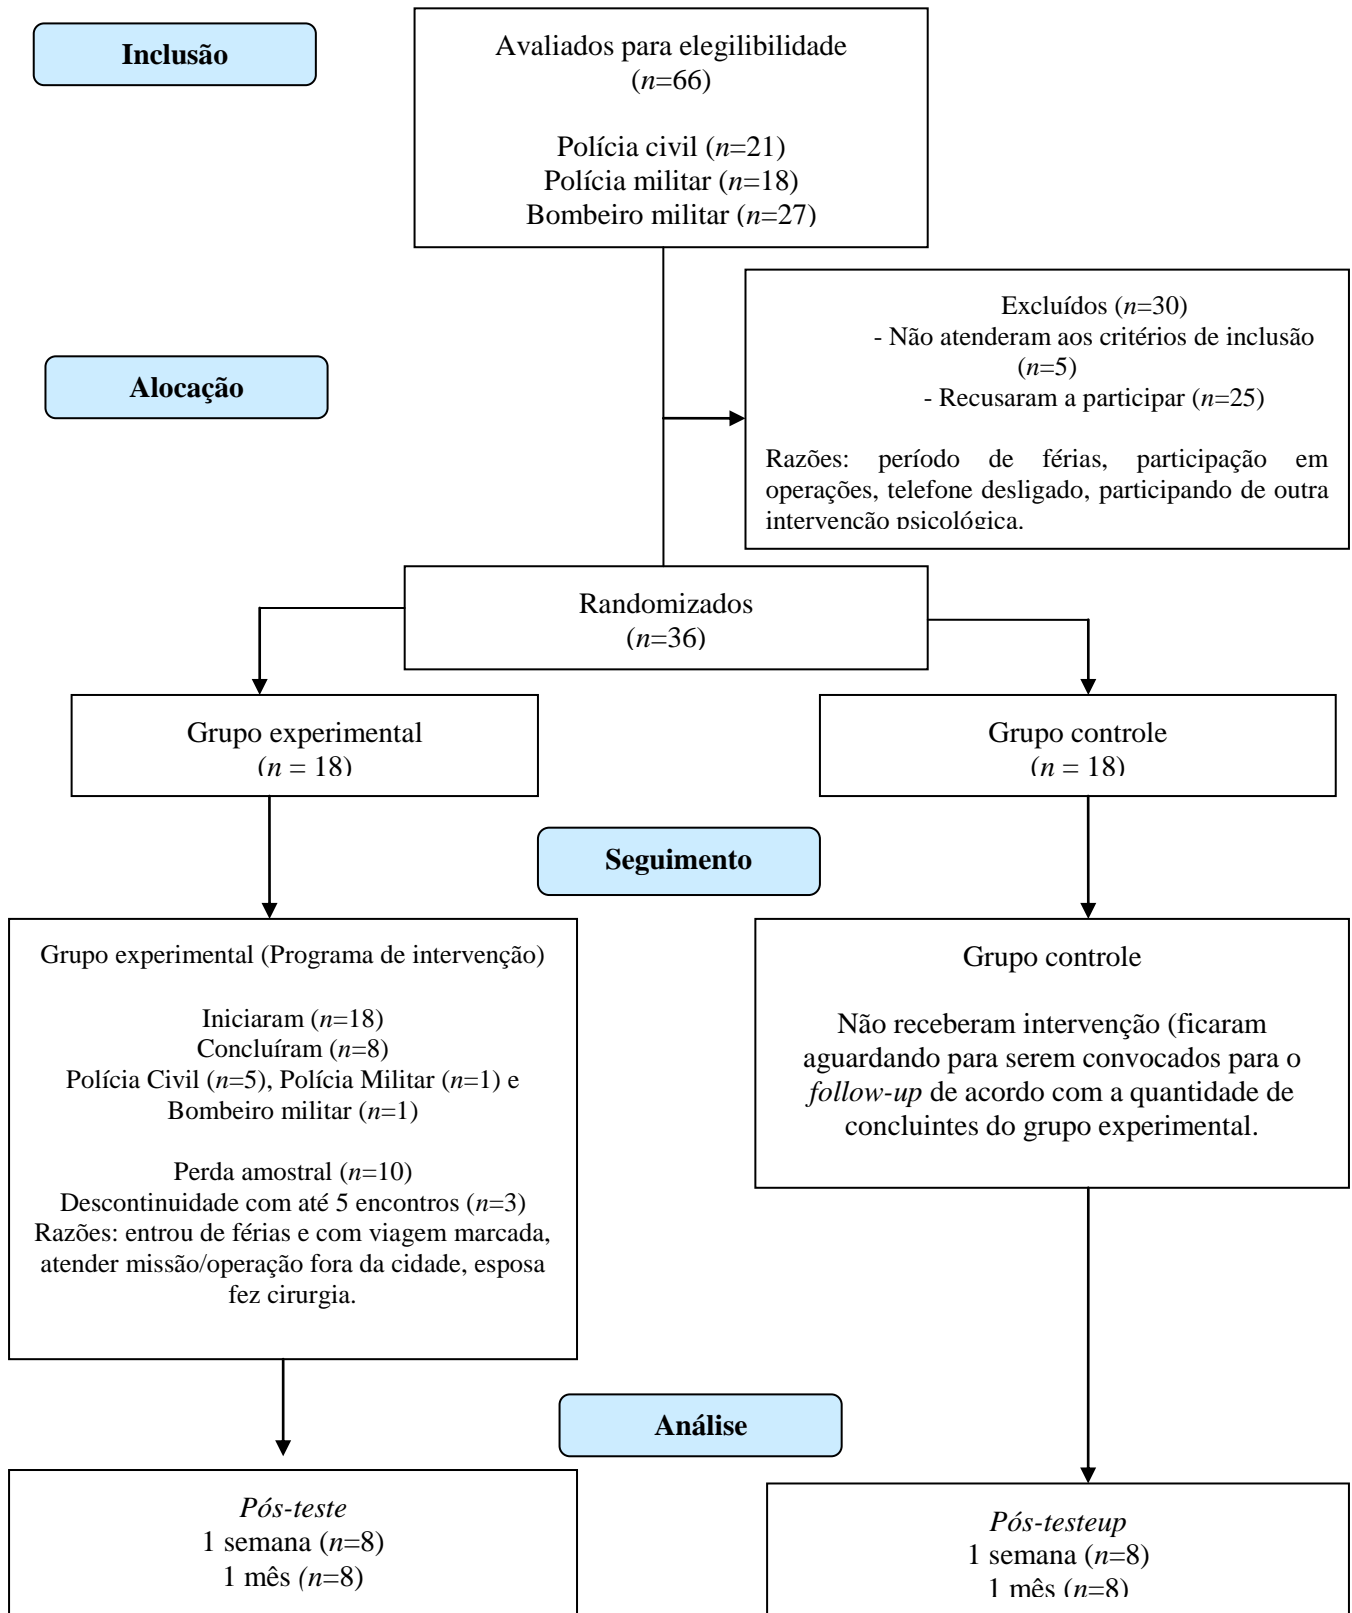 Inclusão
Avaliados para elegilibilidade
(n=66)
Polícia civil (n=21)
Polícia militar (n=18)
Bombeiro militar (n=27)
Excluídos (n=30)
- Não atenderam aos critérios de inclusão
(n=5)
- Recusaram a participar (n=25)
Razões: período de férias, participação em
operações, telefone desligado, participando de outra
intervenção psicológica.
Alocação
Randomizados
(n=36)
Grupo experimental
(n = 18)
Grupo controle
(n = 18)
Seguimento
Grupo experimental (Programa de intervenção)
Iniciaram (n=18)
Concluíram (n=8)
Polícia Civil (n=5), Polícia Militar (n=1) e
Bombeiro militar (n=1)
Perda amostral (n=10)
Descontinuidade com até 5 encontros (n=3)
Razões: entrou de férias e com viagem marcada,
atender missão/operação fora da cidade, esposa
fez cirurgia.
Grupo controle
Não receberam intervenção (ficaram
aguardando para serem convocados para o
follow-up de acordo com a quantidade de
concluintes do grupo experimental.
Análise
Pós-teste
1 semana (n=8)
1 mês (n=8)
Pós-testeup
1 semana (n=8)
1 mês (n=8)